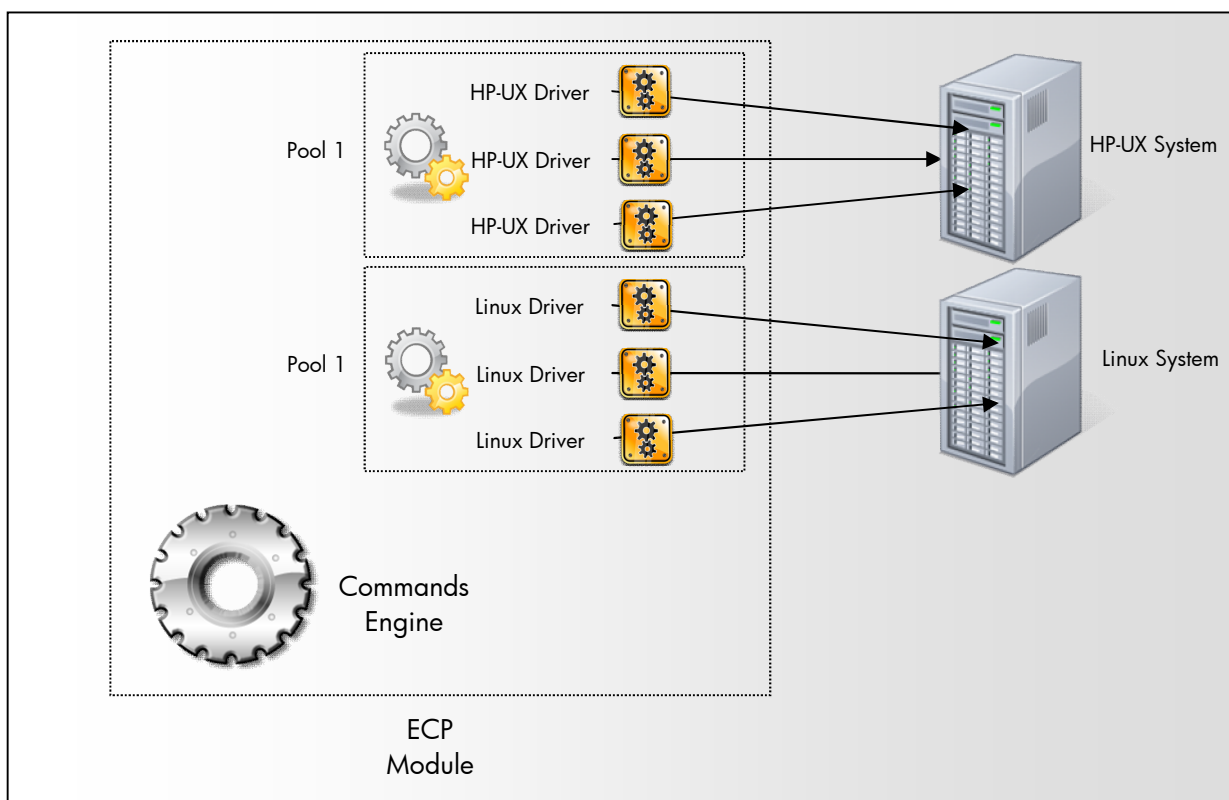 HP-UX Driver
Pool 1
HP-UX Driver
HP-UX System
HP-UX Driver
Linux Driver
Pool 1
Linux Driver
Linux System
Linux Driver
Commands
Engine
ECP
Module